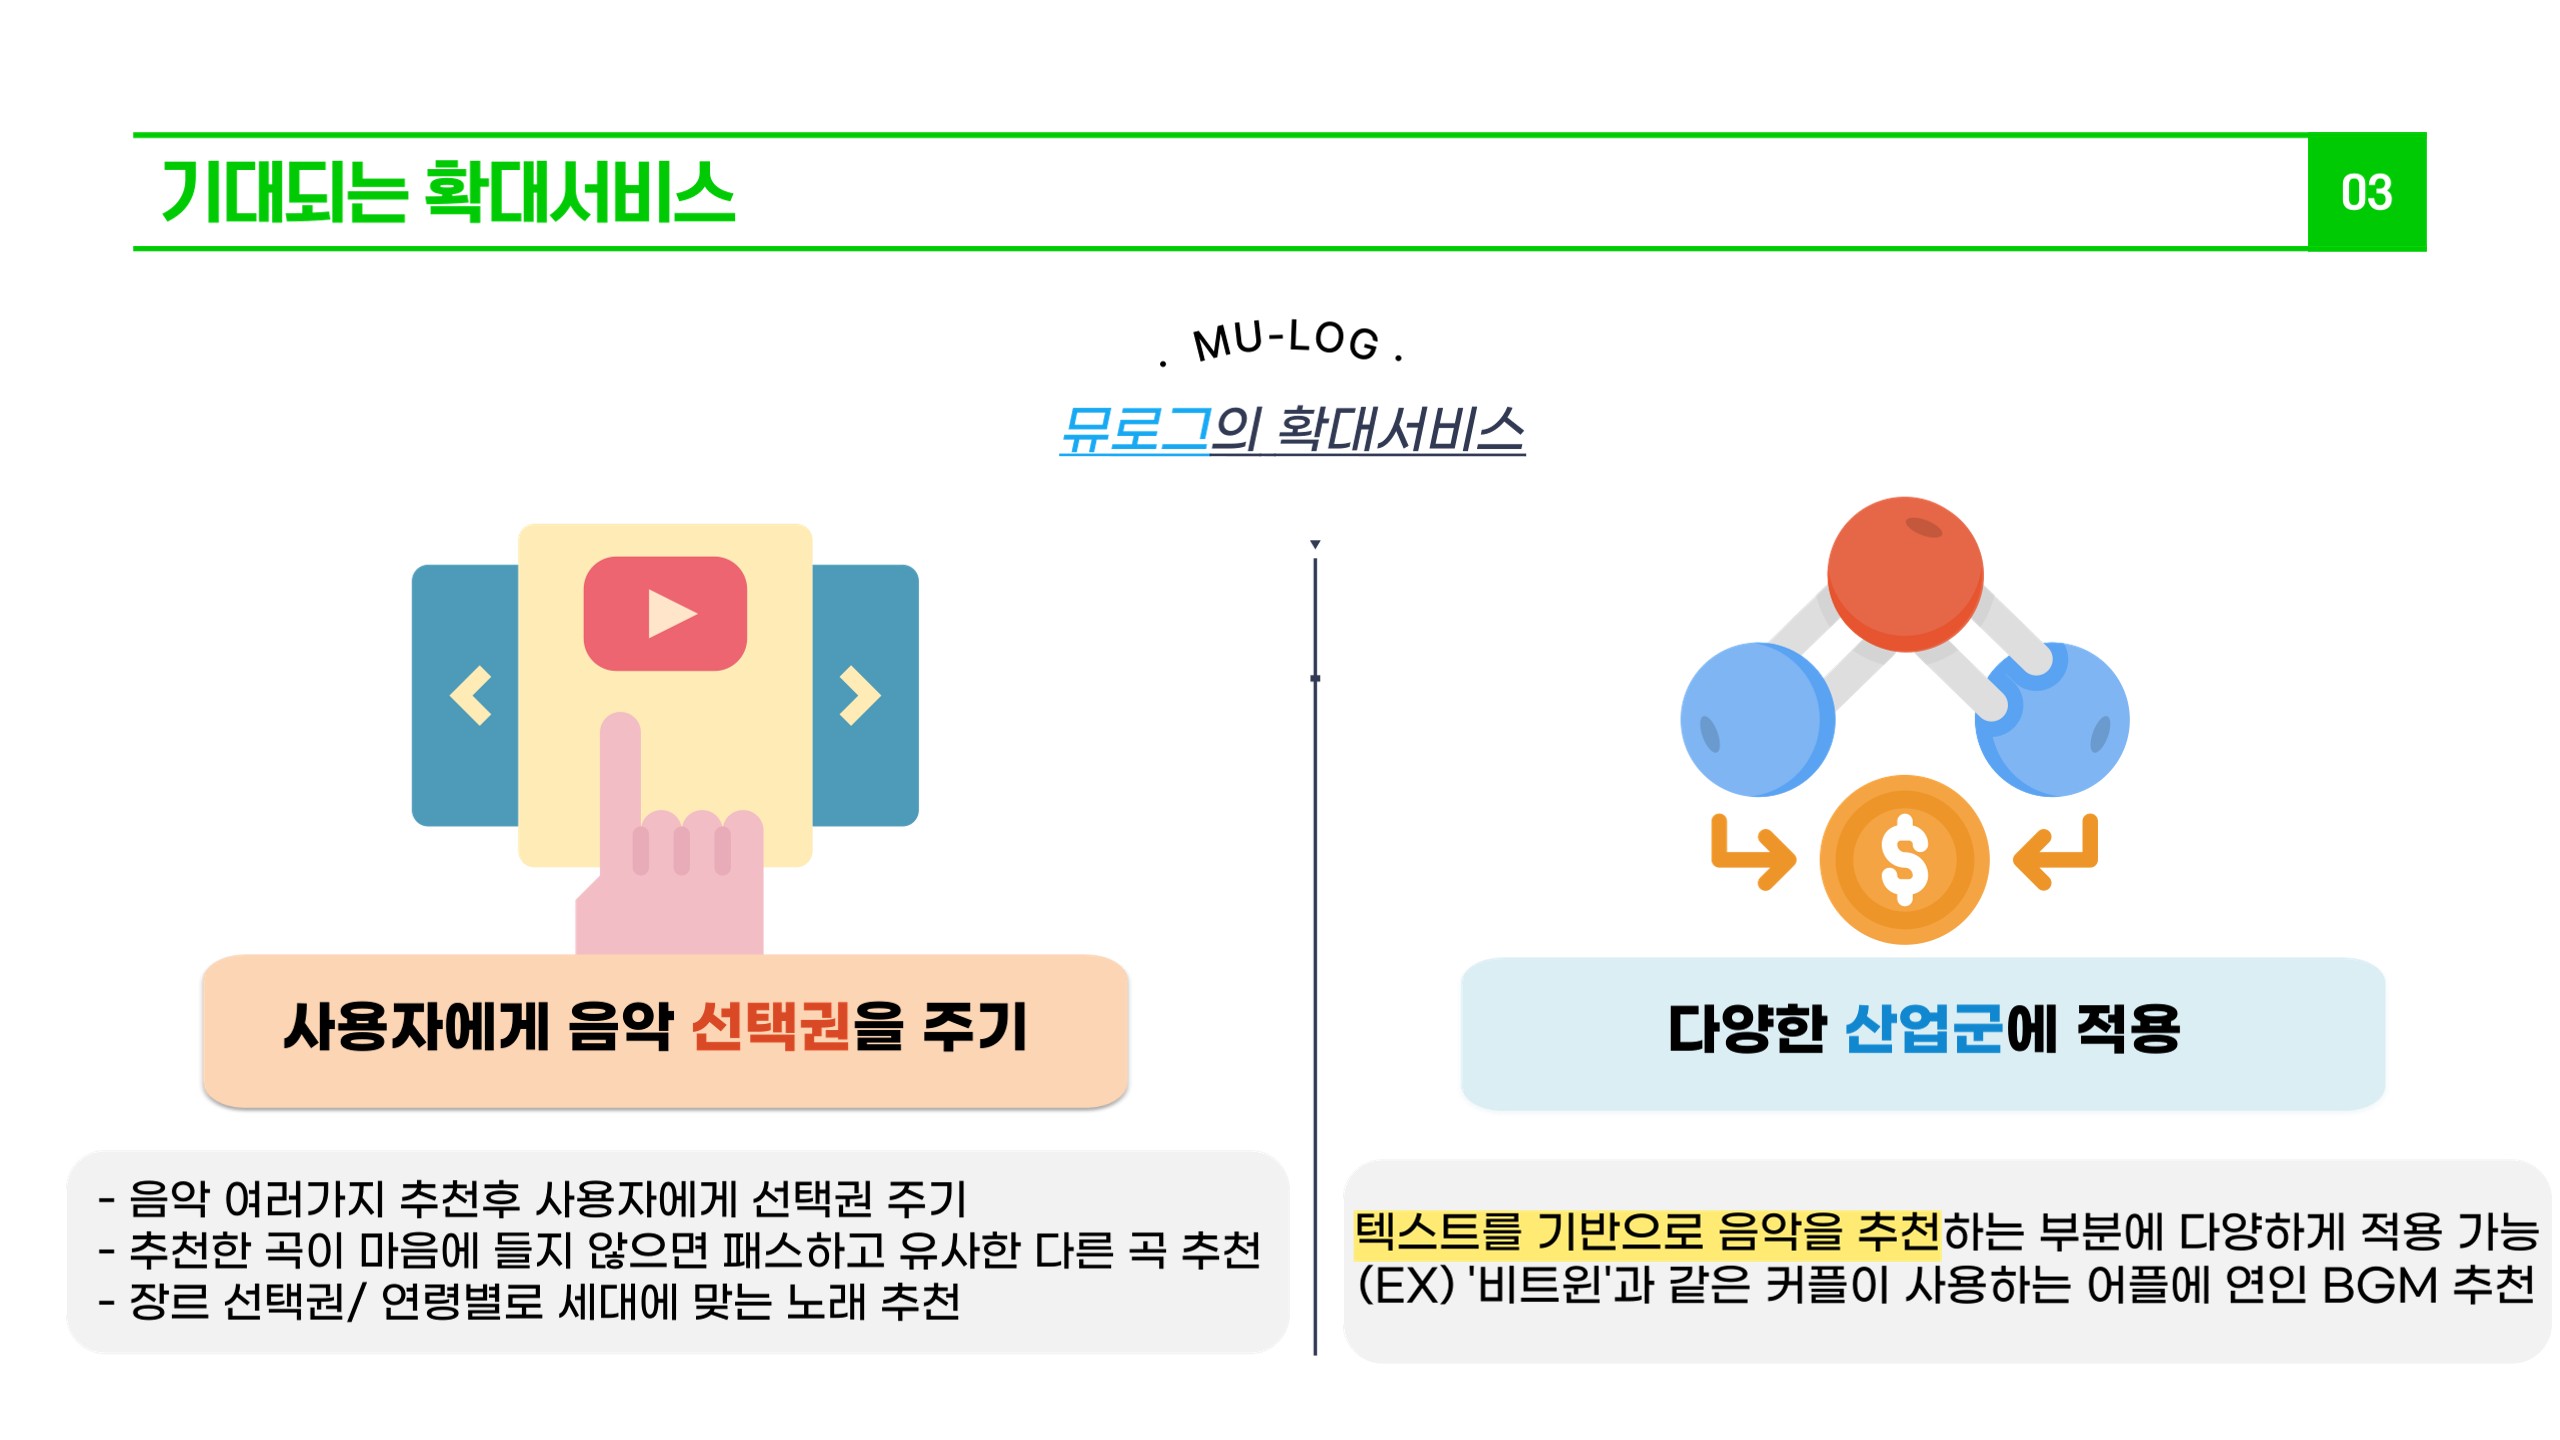 기대되는 확대서비스
03
. MU-LOG .
뮤로그의 확대서비스
사용자에게 음악 선택권을 주기
- 음악 여러가지 추천후 사용자에게 선택권 주기
- 추천한 곡이 마음에 들지 않으면 패스하고 유사한 다른 곡 추천
- 장르 선택권/ 연령별로 세대에 맞는 노래 추천
$
다양한 산업군에 적용
텍스트를 기반으로 음악을 추천하는 부분에 다양하게 적용 가능
(EX) '비트윈'과 같은 커플이 사용하는 어플에 연인 BGM 추천